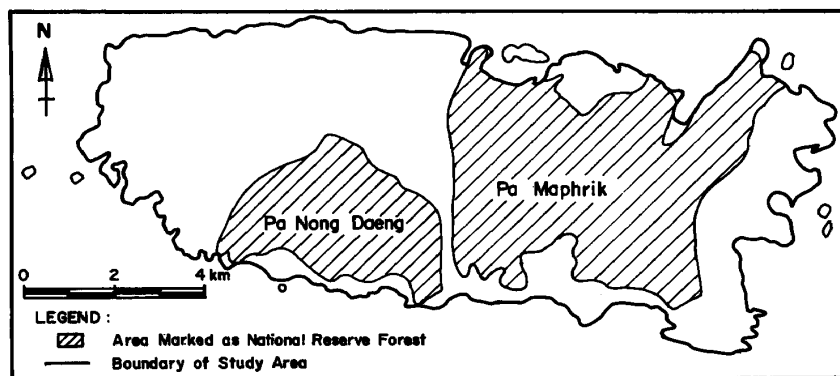 N
Pa Maphrik
Pa Nong Daeng
0 2 4 km
LEGEND :
Area Marked as National Reserve Forest
Boundary of Study Area